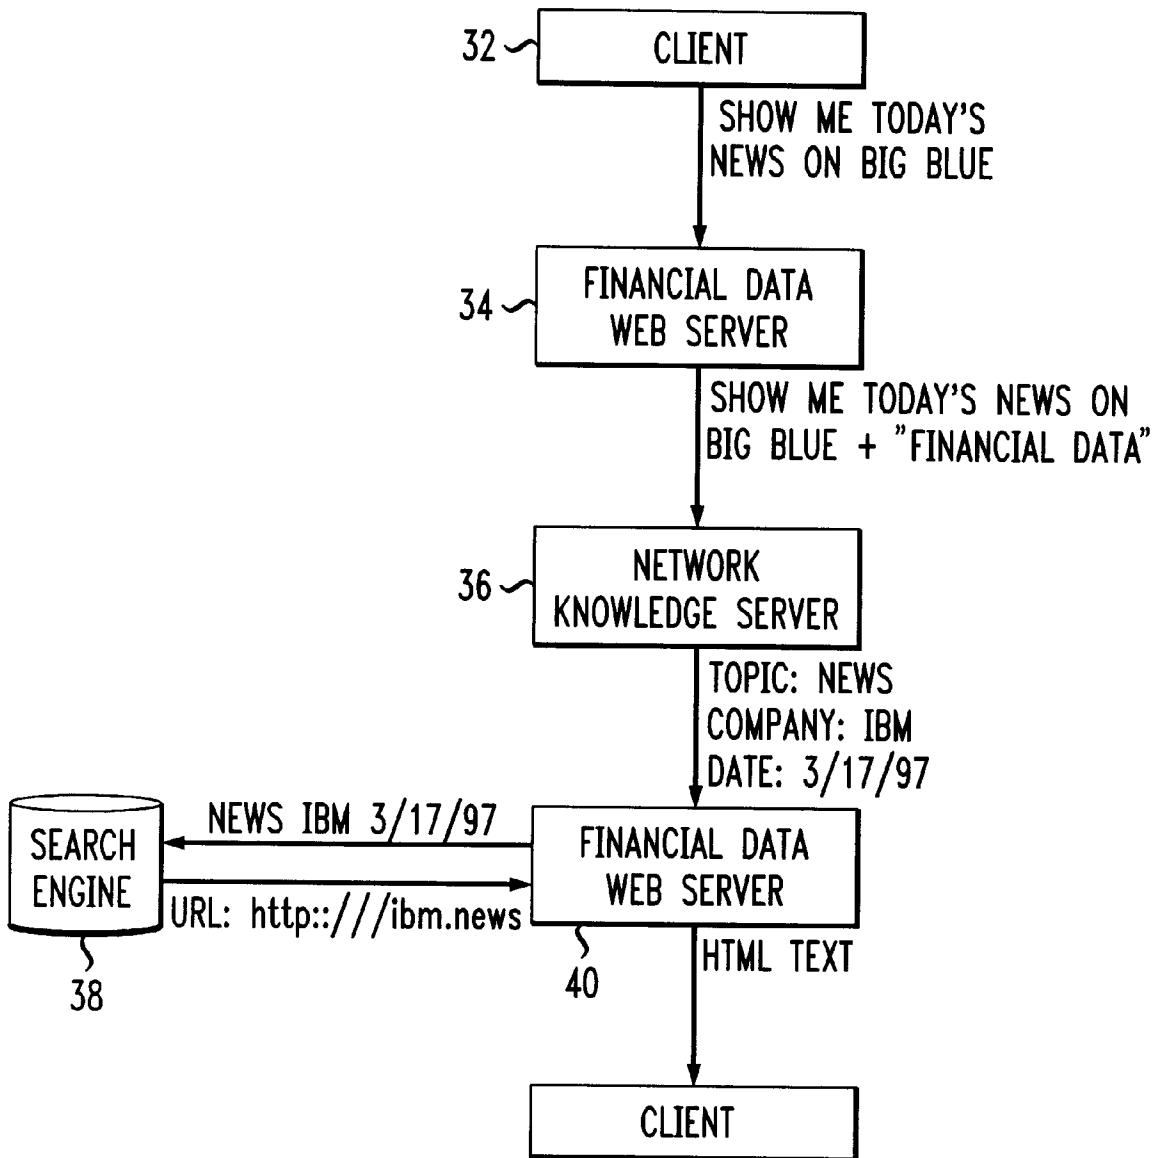 32
CLIENT
SHOW ME TODAY'S
NEWS ON BIG BLUE
34
FINANCIAL DATA
WEB SERVER
SHOW ME TODAY'S NEWS ON
BIG BLUE + "FINANCIAL DATA"
36
NETWORK
KNOWLEDGE SERVER
TOPIC: NEWS
COMPANY: IBM
DATE: 3/17/97
SEARCH
ENGINE
38
NEWS IBM 3/17/97
URL: http::///ibm.news
FINANCIAL DATA
WEB SERVER
40
HTML TEXT
CLIENT